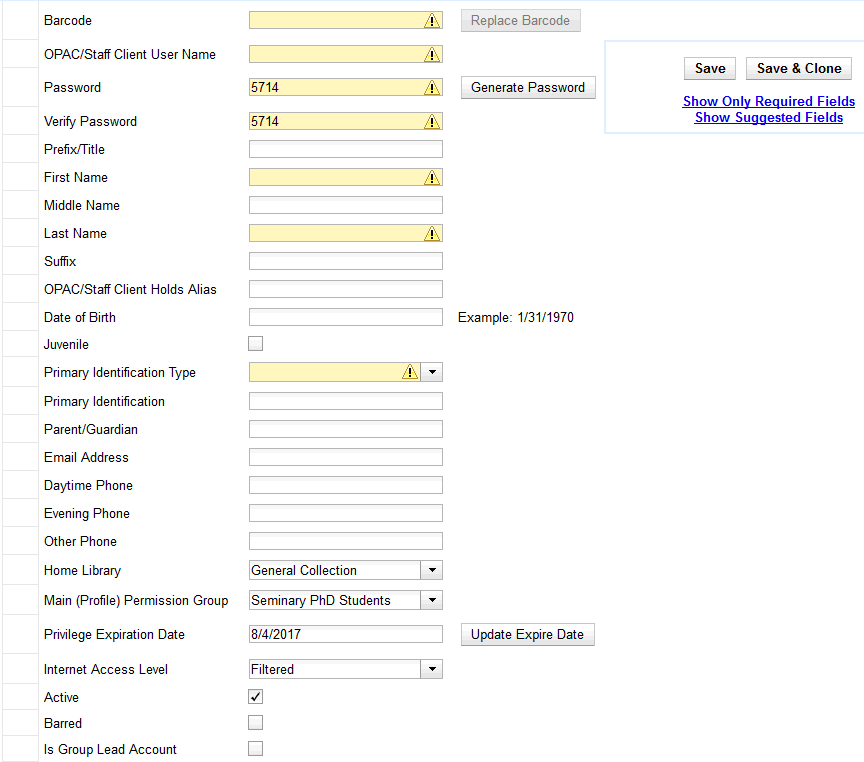 Barcode
Replace Barcode
OPAC/Staff Client User Name
Save
Save & Clone
Password
5714
Generate Password
Show Only Required Fields
Show Suggested Fields
Verify Password
5714
Prefix/Title
First Name
Middle Name
Last Name
Suffix
OPAC/Staff Client Holds Alias
Date of Birth
Example: 1/31/1970
Juvenile
Primary Identification Type
Primary Identification
Parent/Guardian
Email Address
Daytime Phone
Evening Phone
Other Phone
Home Library
General Collection
Main (Profile) Permission Group
Seminary PhD Students
Privilege Expiration Date
8/4/2017
Update Expire Date
Internet Access Level
Filtered
Active
Barred
Is Group Lead Account